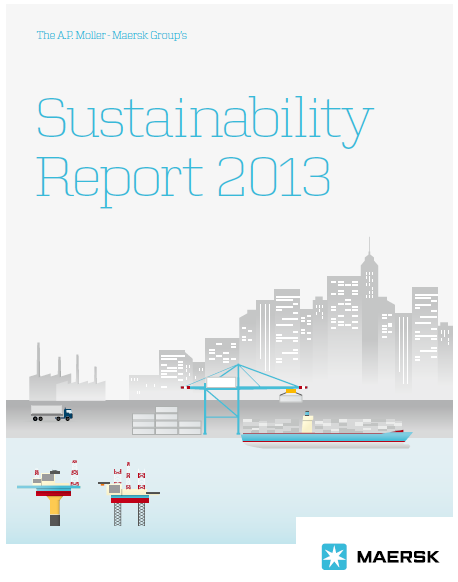 The A.P. Moller - Maersk Group's
Sustainability
Report 2013
MAERSK